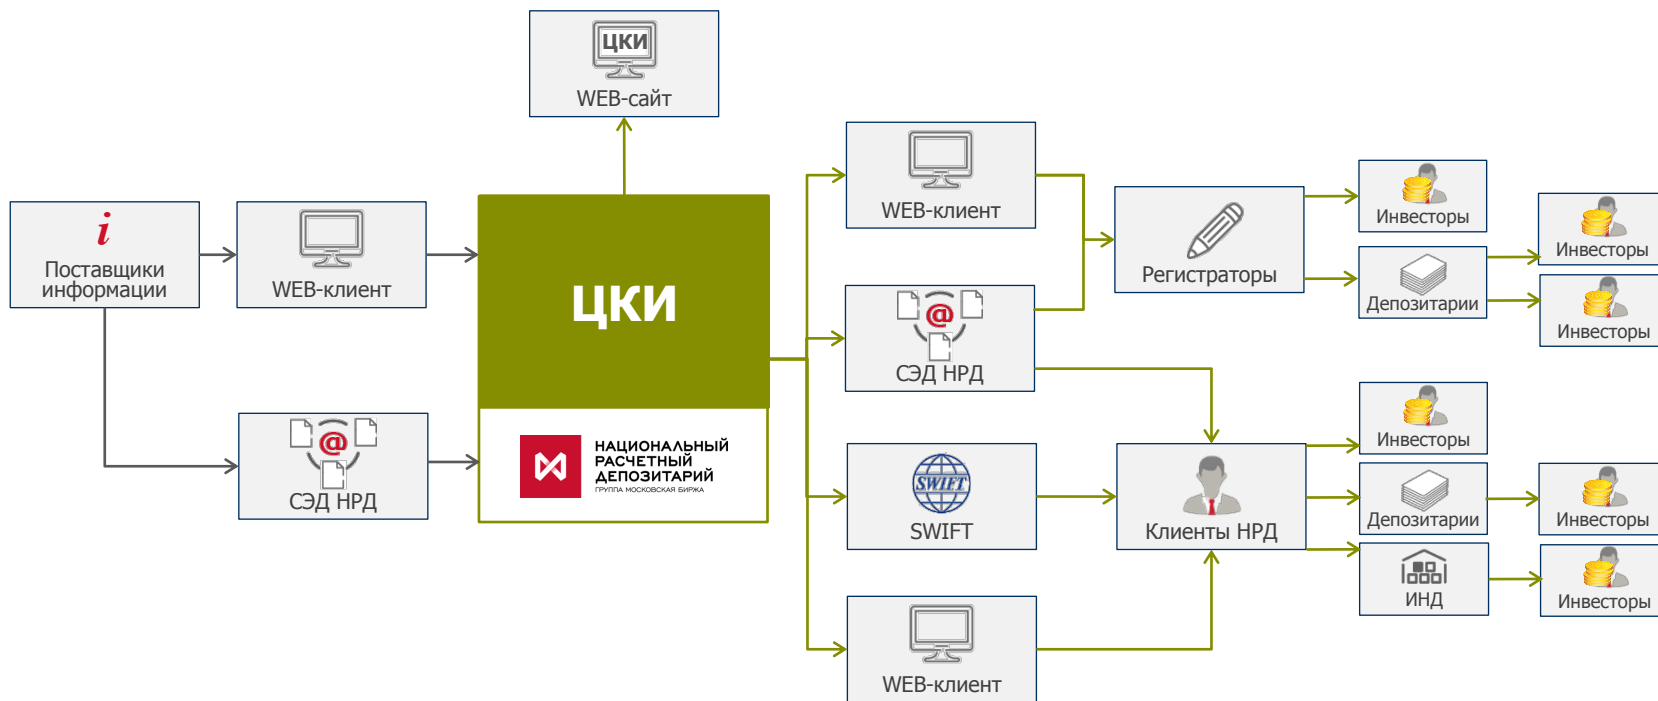 ЦКИ
WEB-сайт
i
Поставщики
информации
WEB-клиент
@
СЭД НРД
ЦКИ
НАЦИОНАЛЬНЫЙ
РАСЧЕТНЫЙ
ДЕПОЗИТАРИЙ
ГРУППА МОСКОВСКАЯ БИРЖА
WEB-клиент
@
СЭД НРД
SWIFT
SWIFT
WEB-клиент
Регистраторы
Клиенты НРД
Инвесторы
Депозитарии
Инвесторы
Инвесторы
Инвесторы
Депозитарии
Инвесторы
ИНД
Инвесторы